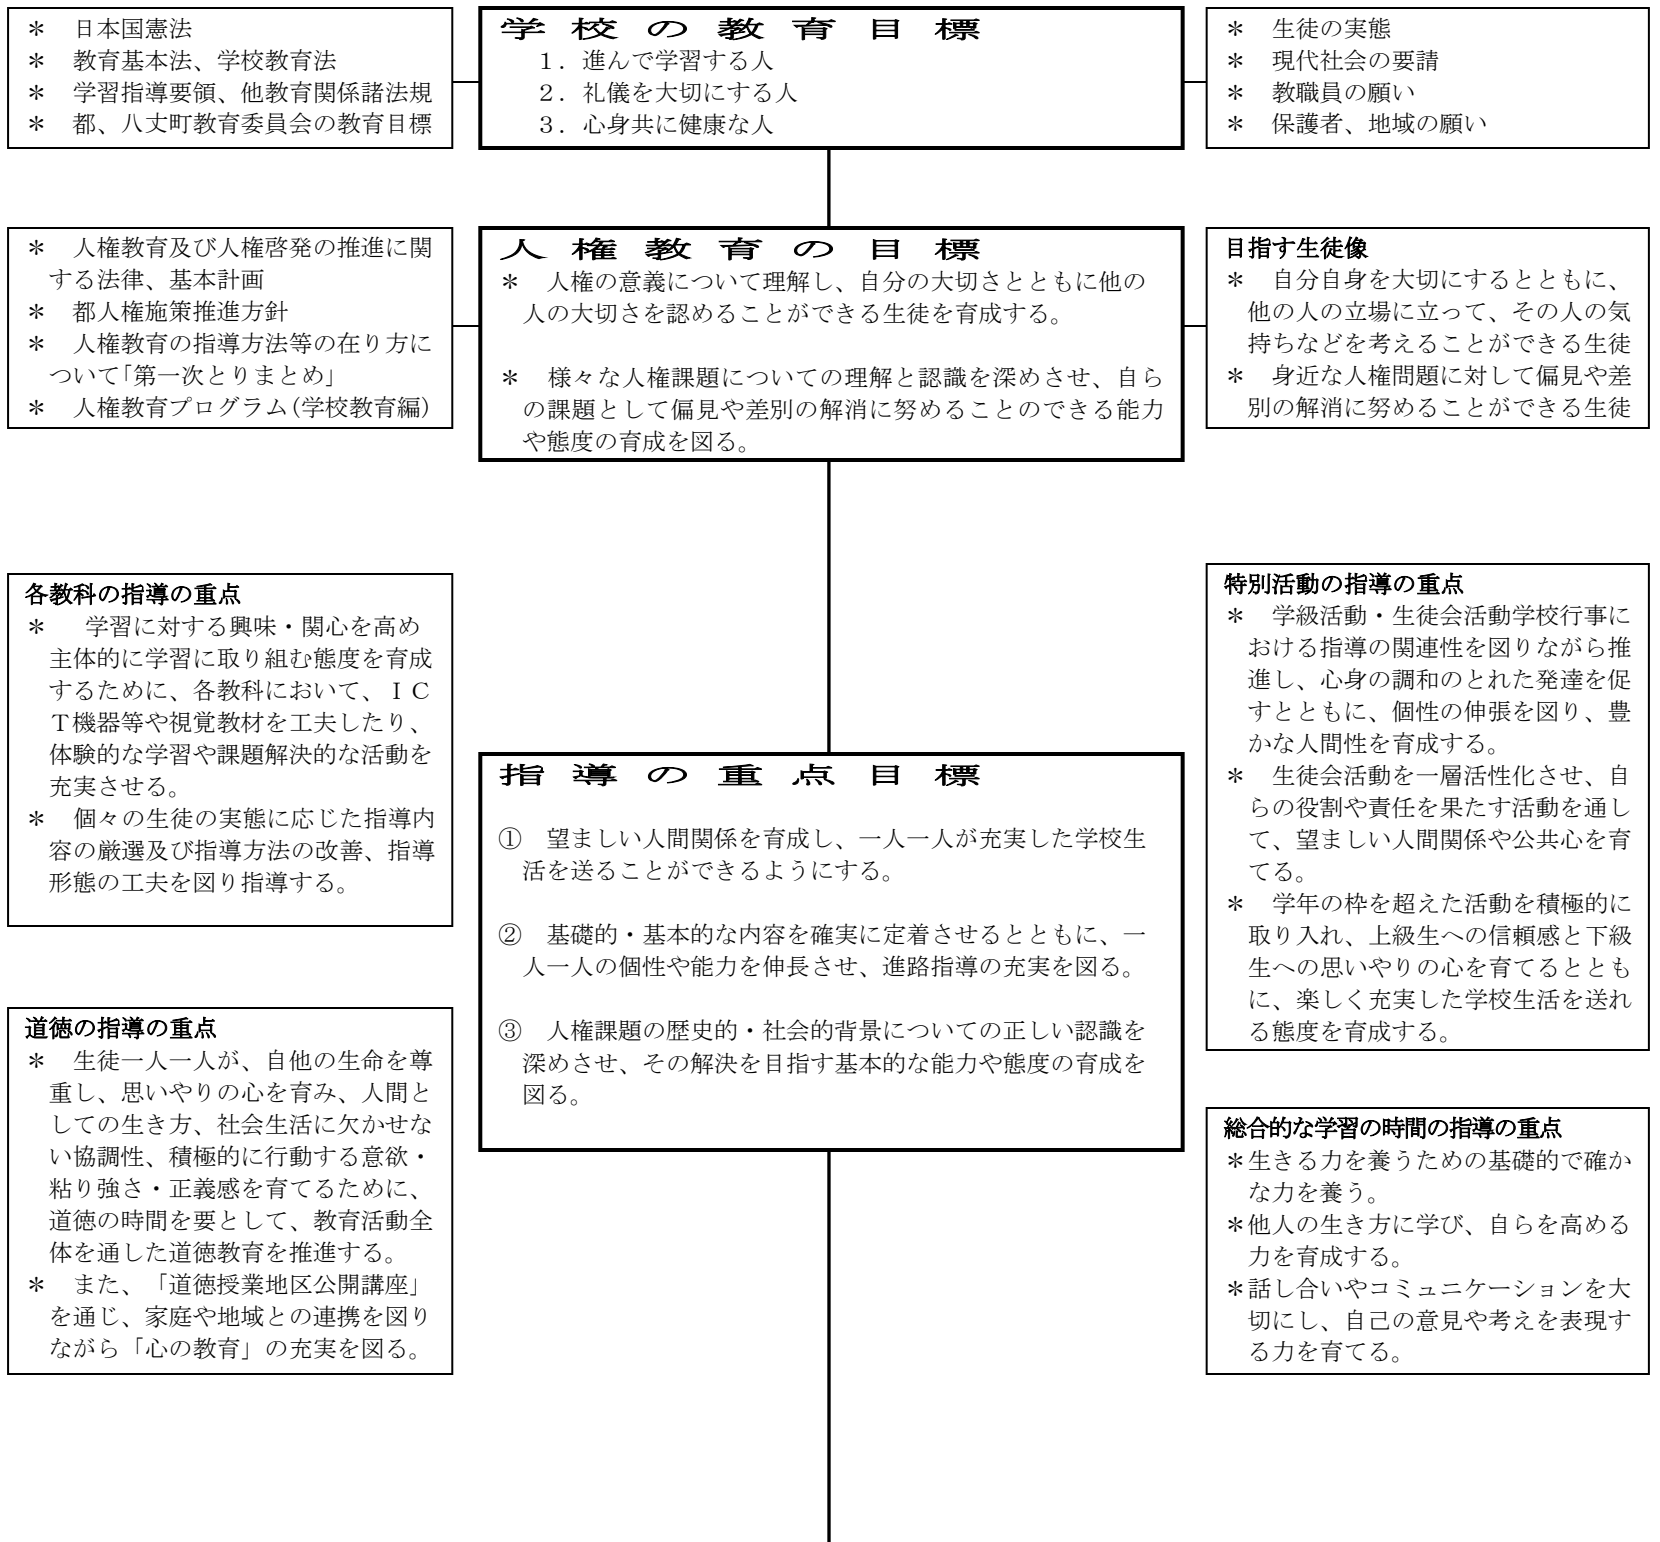 ＊　日本国憲法
＊　教育基本法、学校教育法
＊　学習指導要領、他教育関係諸法規
＊　都、八丈町教育委員会の教育目標
学校の教育目標
１．進んで学習する人
２．礼儀を大切にする人
３．心身共に健康な人
＊　生徒の実態
＊　現代社会の要請
＊　教職員の願い
＊　保護者、地域の願い
＊　人権教育及び人権啓発の推進に関
する法律、基本計画
＊　都人権施策推進方針
＊　人権教育の指導方法等の在り方に
ついて｢第一次とりまとめ｣
＊　人権教育プログラム(学校教育編)
人権教育の目標
＊　人権の意義について理解し、自分の大切さとともに他の
人の大切さを認めることができる生徒を育成する。
＊　様々な人権課題についての理解と認識を深めさせ、自ら
の課題として偏見や差別の解消に努めることのできる能力
や態度の育成を図る。
目指す生徒像
＊　自分自身を大切にするとともに、
他の人の立場に立って、その人の気
持ちなどを考えることができる生徒
＊　身近な人権問題に対して偏見や差
別の解消に努めることができる生徒
各教科の指導の重点
＊　学習に対する興味・関心を高め
主体的に学習に取り組む態度を育成
するために、各教科において、ＩＣ
Ｔ機器等や視覚教材を工夫したり、
体験的な学習や課題解決的な活動を
充実させる。
＊　個々の生徒の実態に応じた指導内
容の厳選及び指導方法の改善、指導
形態の工夫を図り指導する。
道徳の指導の重点
＊　生徒一人一人が、自他の生命を尊
重し、思いやりの心を育み、人間と
しての生き方、社会生活に欠かせな
い協調性、積極的に行動する意欲・
粘り強さ・正義感を育てるために、
道徳の時間を要として、教育活動全
体を通した道徳教育を推進する。
＊　また、「道徳授業地区公開講座」
を通じ、家庭や地域との連携を図り
ながら「心の教育」の充実を図る。
指導の重点目標
①　望ましい人間関係を育成し、一人一人が充実した学校生
活を送ることができるようにする。
②　基礎的・基本的な内容を確実に定着させるとともに、一
人一人の個性や能力を伸長させ、進路指導の充実を図る。
③　人権課題の歴史的・社会的背景についての正しい認識を
深めさせ、その解決を目指す基本的な能力や態度の育成を
図る。
特別活動の指導の重点
＊　学級活動・生徒会活動学校行事に
おける指導の関連性を図りながら推
進し、心身の調和のとれた発達を促
すとともに、個性の伸張を図り、豊
かな人間性を育成する。
＊　生徒会活動を一層活性化させ、自
らの役割や責任を果たす活動を通し
て、望ましい人間関係や公共心を育
てる。
＊　学年の枠を超えた活動を積極的に
取り入れ、上級生への信頼感と下級
生への思いやりの心を育てるととも
に、楽しく充実した学校生活を送れ
る態度を育成する。
総合的な学習の時間の指導の重点
＊生きる力を養うための基礎的で確か
な力を養う。
＊他人の生き方に学び、自らを高める
力を育成する。
＊話し合いやコミュニケーションを大
切にし、自己の意見や考えを表現す
る力を育てる。